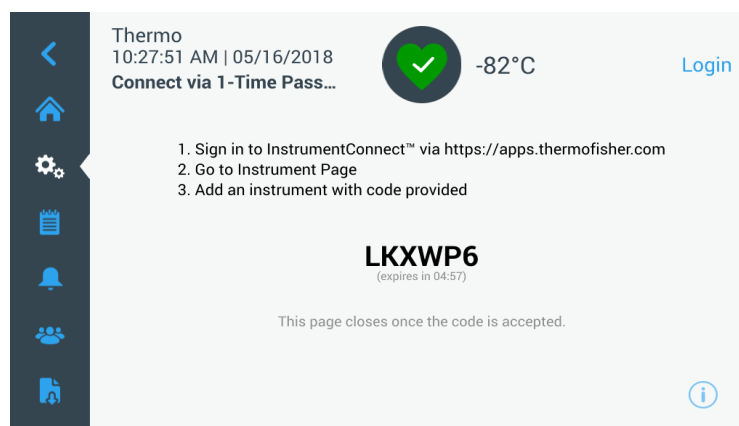 Thermo
10:27:51 AM | 05/16/2018
Connect via 1-Time Pass...
-82°C
Login
1. Sign in to InstrumentConnect™ via https://apps.thermofisher.com
2. Go to Instrument Page
3. Add an instrument with code provided
LKXWP6
(expires in 04:57)
This page closes once the code is accepted.